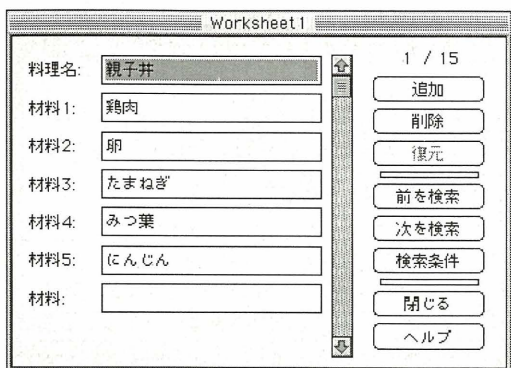 Worksheet1
料理名: 親子丼
材料1: 鶏肉
材料2: 卵
材料3: たまねぎ
材料4: みつ葉
材料5: にんじん
材料:
1 / 15
追加
削除
復元
前を検索
次を検索
検索条件
閉じる
ヘルプ